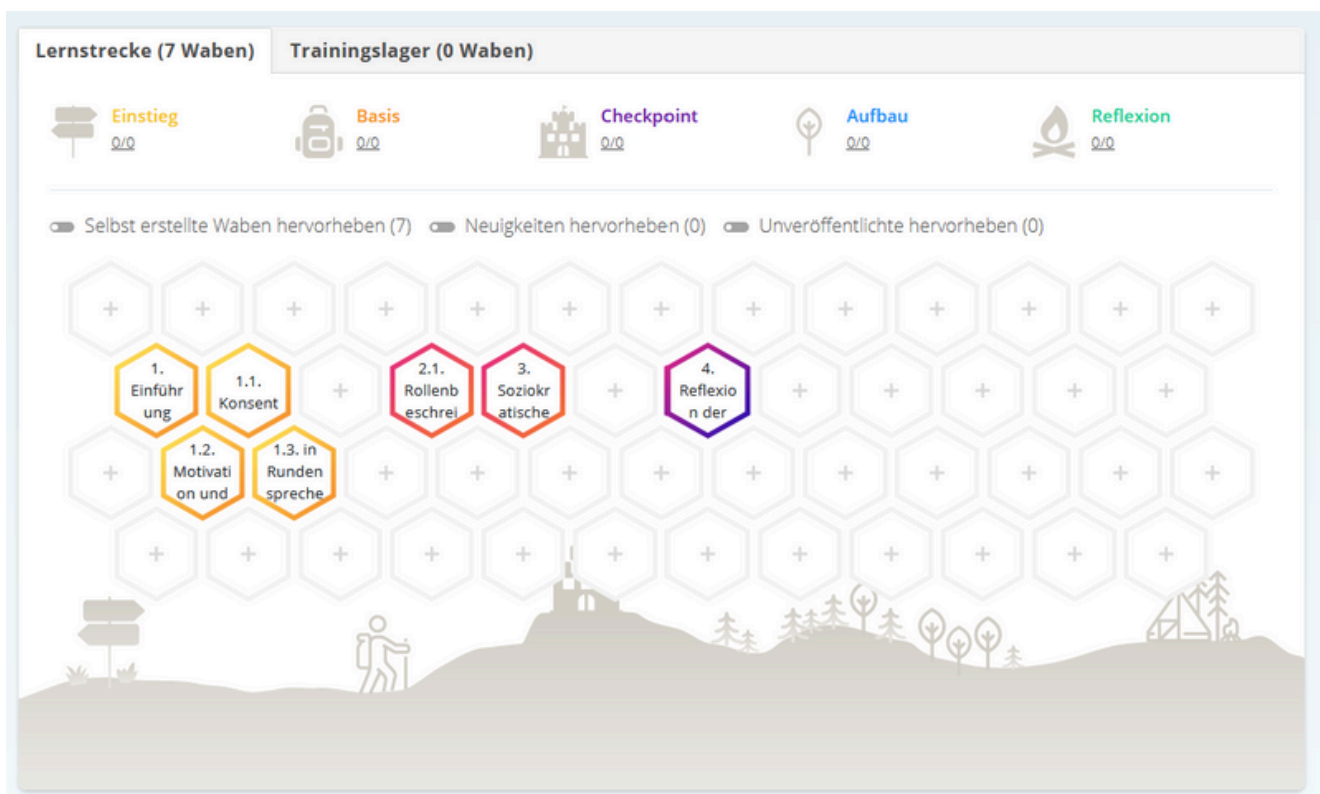 Lernstrecke (7 Waben) Trainingslager (0 Waben)
Einstieg Basis Checkpoint Aufbau Reflexion
0/0 0/0 0/0 0/0 0/0
Selbst erstellte Waben hervorheben (7) Neuigkeiten hervorheben (0) Unveröffentlichte hervorheben (0)
+ + + + + + + + + + + + +
1.
Einführ
ung
1.1.
Konsent
+
2.1.
Rollenb
eschrei
3.
Soziokr
atische
+
4.
Reflexio
n der
+ + + + +
+
1.2.
Motivati
on und
1.3. in
Runden
spreche
+ + + + + + + + + +
+ + + + + + + + + + + +